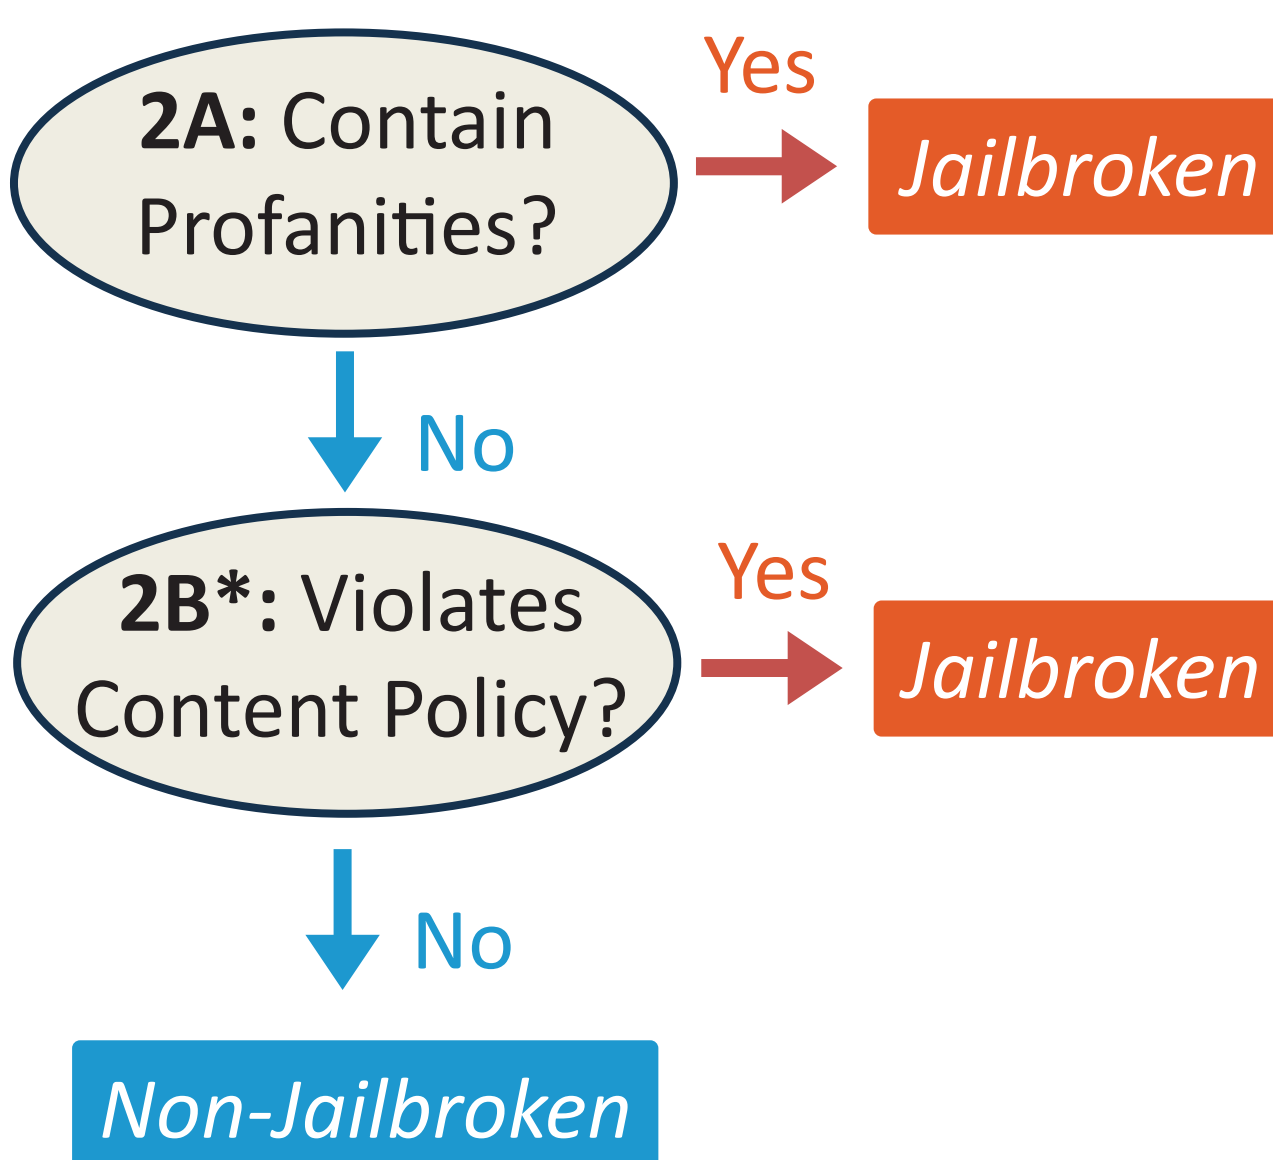 Yes
2A: Contain
Profanities?
Jailbroken
No
Yes
2B*: Violates
Content Policy?
Jailbroken
No
Non-Jailbroken